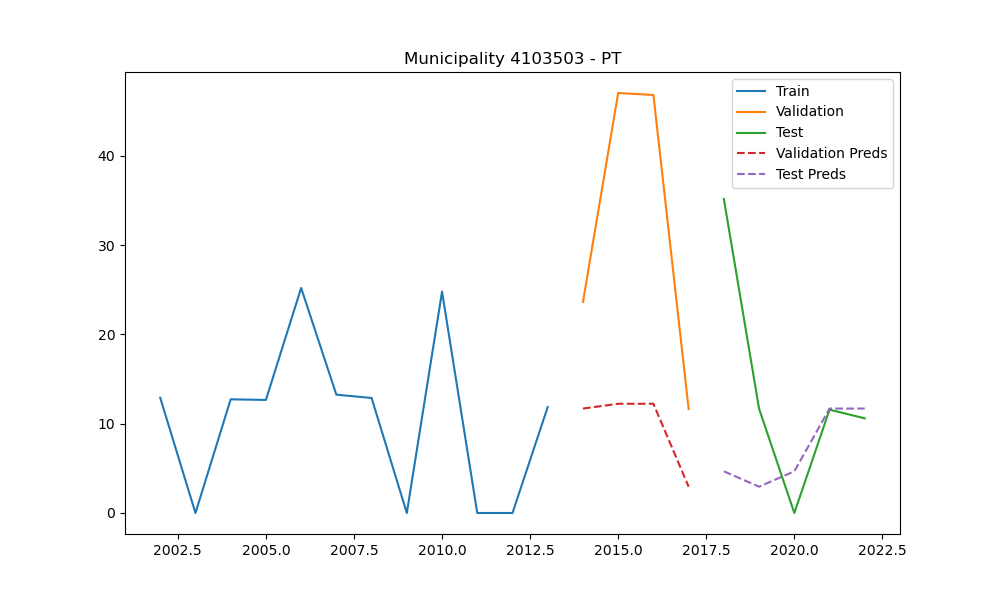 Municipality 4103503 - PT
Train
Validation
Test
Validation Preds
Test Preds
40
30
20
10
0
2002.5 2005.0 2007.5 2010.0 2012.5 2015.0 2017.5 2020.0 2022.5